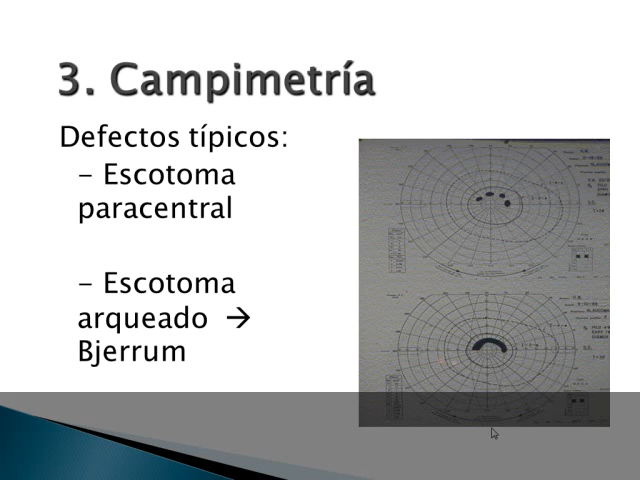 3. Campimetría
Defectos típicos:
- Escotoma
paracentral
- Escotoma
arqueado →
Bjerrum